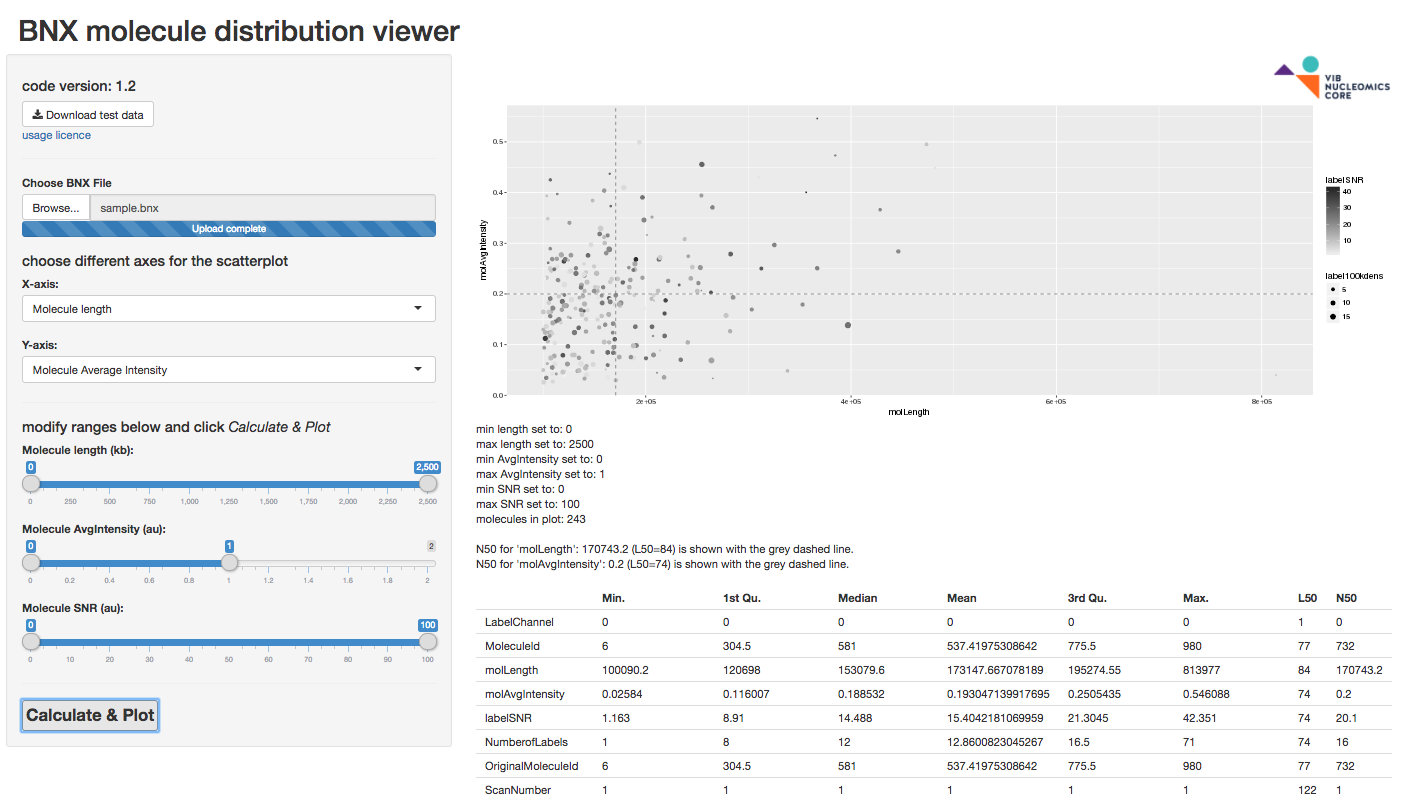 BNX molecule distribution viewer
code version: 1.2
Download test data
usage licence
Choose BNX File
Browse... sample.bnx
Upload complete
choose different axes for the scatterplot
X-axis:
Molecule length
Y-axis:
Molecule Average Intensity
modify ranges below and click Calculate & Plot
Molecule length (kb):
0 2,500
0 250 500 750 1,000 1,250 1,500 1,750 2,000 2,250 2,500
Molecule AvgIntensity (au):
0 1 2
0 0.2 0.4 0.6 0.8 1 1.2 1.4 1.6 1.8 2
Molecule SNR (au):
0 100
0 10 20 30 40 50 60 70 80 90 100
Calculate & Plot
VIB
NUCLEOMICS
CORE
0.5
0.4
0.3
0.2
0.1
0.0
molAvgIntensity
2e+05 4e+05 6e+05 8e+05
molLength
labelSNR
40
30
20
10
label100kdens
5
10
15
min length set to: 0
max length set to: 2500
min AvgIntensity set to: 0
max AvgIntensity set to: 1
min SNR set to: 0
max SNR set to: 100
molecules in plot: 243
N50 for 'molLength': 170743.2 (L50=84) is shown with the grey dashed line.
N50 for 'molAvgIntensity': 0.2 (L50=74) is shown with the grey dashed line.
Min. 1st Qu. Median Mean 3rd Qu. Max. L50 N50
LabelChannel 0 0 0 0 0 0 1 0
MoleculeId 6 304.5 581 537.41975308642 775.5 980 77 732
molLength 100090.2 120698 153079.6 173147.667078189 195274.55 813977 84 170743.2
molAvgIntensity 0.02584 0.116007 0.188532 0.193047139917695 0.2505435 0.546088 74 0.2
labelSNR 1.163 8.91 14.488 15.4042181069959 21.3045 42.351 74 20.1
NumberofLabels 1 8 12 12.8600823045267 16.5 71 74 16
OriginalMoleculeId 6 304.5 581 537.41975308642 775.5 980 77 732
ScanNumber 1 1 1 1 1 1 122 1